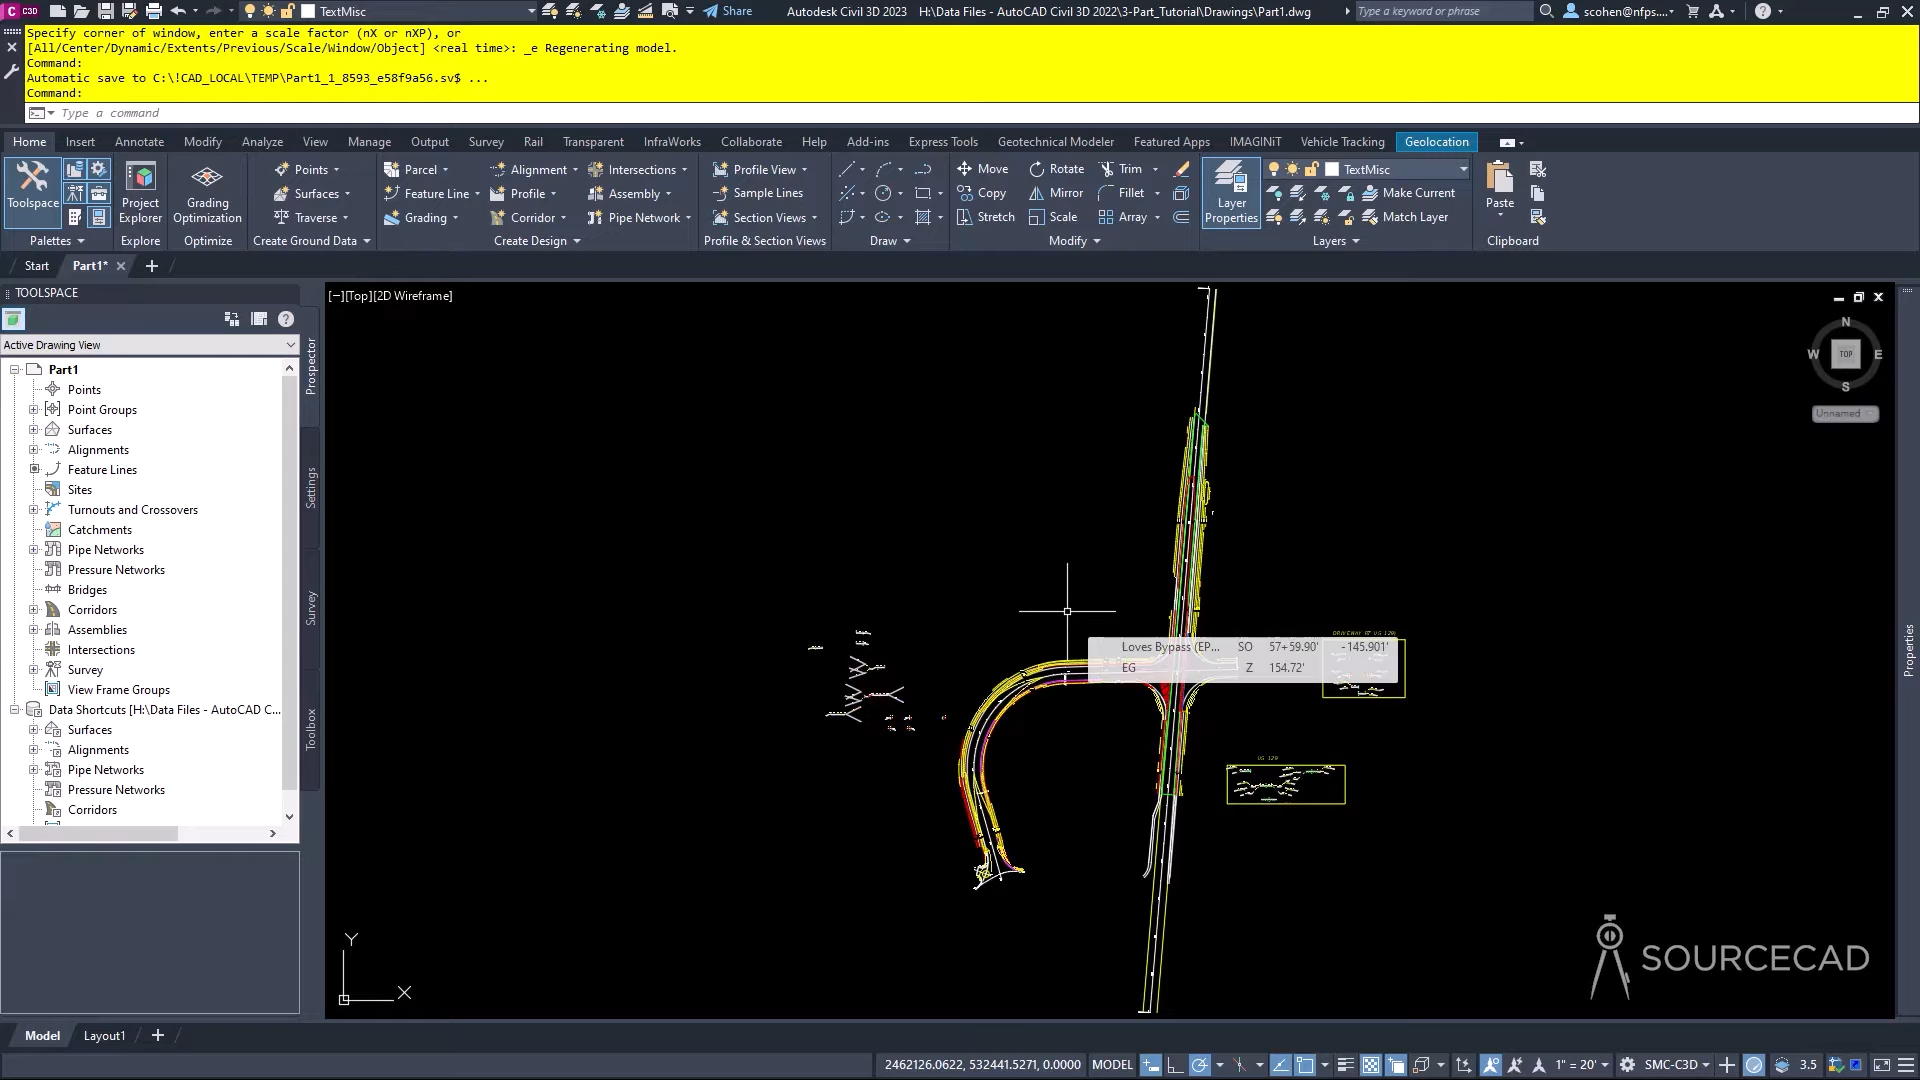 C3D TextMisc Share Autodesk Civil 3D 2023 H:\Data Files - AutoCAD Civil 3D 2022\3-Part_Tutorial\Drawings\Part1.dwg Type a keyword or phrase scohen@nfps....
Specify corner of window, enter a scale factor (nX or nXP), or
[All/Center/Dynamic/Extents/Previous/Scale/Window/Object] <real time>: _e Regenerating model.
Command:
Automatic save to C:\!CAD_LOCAL\TEMP\Part1_1_8593_e58f9a56.sv$ ...
Command:
Type a command
Home Insert Annotate Modify Analyze View Manage Output Survey Rail Transparent InfraWorks Collaborate Help Add-ins Express Tools Geotechnical Modeler Featured Apps IMAGINiT Vehicle Tracking Geolocation
Points Parcel Alignment Intersections Profile View Move Rotate Trim TextMisc
Toolspace Project Explorer Grading Optimization Surfaces Feature Line Profile Assembly Sample Lines Copy Mirror Fillet Layer Properties Make Current Paste
Traverse Grading Corridor Pipe Network Section Views Stretch Scale Array Match Layer
Palettes Explore Optimize Create Ground Data Create Design Profile & Section Views Draw Modify Layers Clipboard
Start Part1*
TOOLSPACE
[−][Top][2D Wireframe]
Active Drawing View
Part1
Points
Point Groups
Surfaces
Alignments
Feature Lines
Sites
Turnouts and Crossovers
Catchments
Pipe Networks
Pressure Networks
Bridges
Corridors
Assemblies
Intersections
Survey
View Frame Groups
Data Shortcuts [H:\Data Files - AutoCAD C...
Surfaces
Alignments
Pipe Networks
Pressure Networks
Corridors
Prospector
Settings
Survey
Toolbox
N
W TOP E
S
Unnamed
Properties
Loves Bypass (EP... SO 57+59.90' -145.901'
EG Z 154.72'
US 129
Y
X
SOURCECAD
Model Layout1
2462126.0622, 532441.5271, 0.0000 MODEL 1" = 20' SMC-C3D 3.5